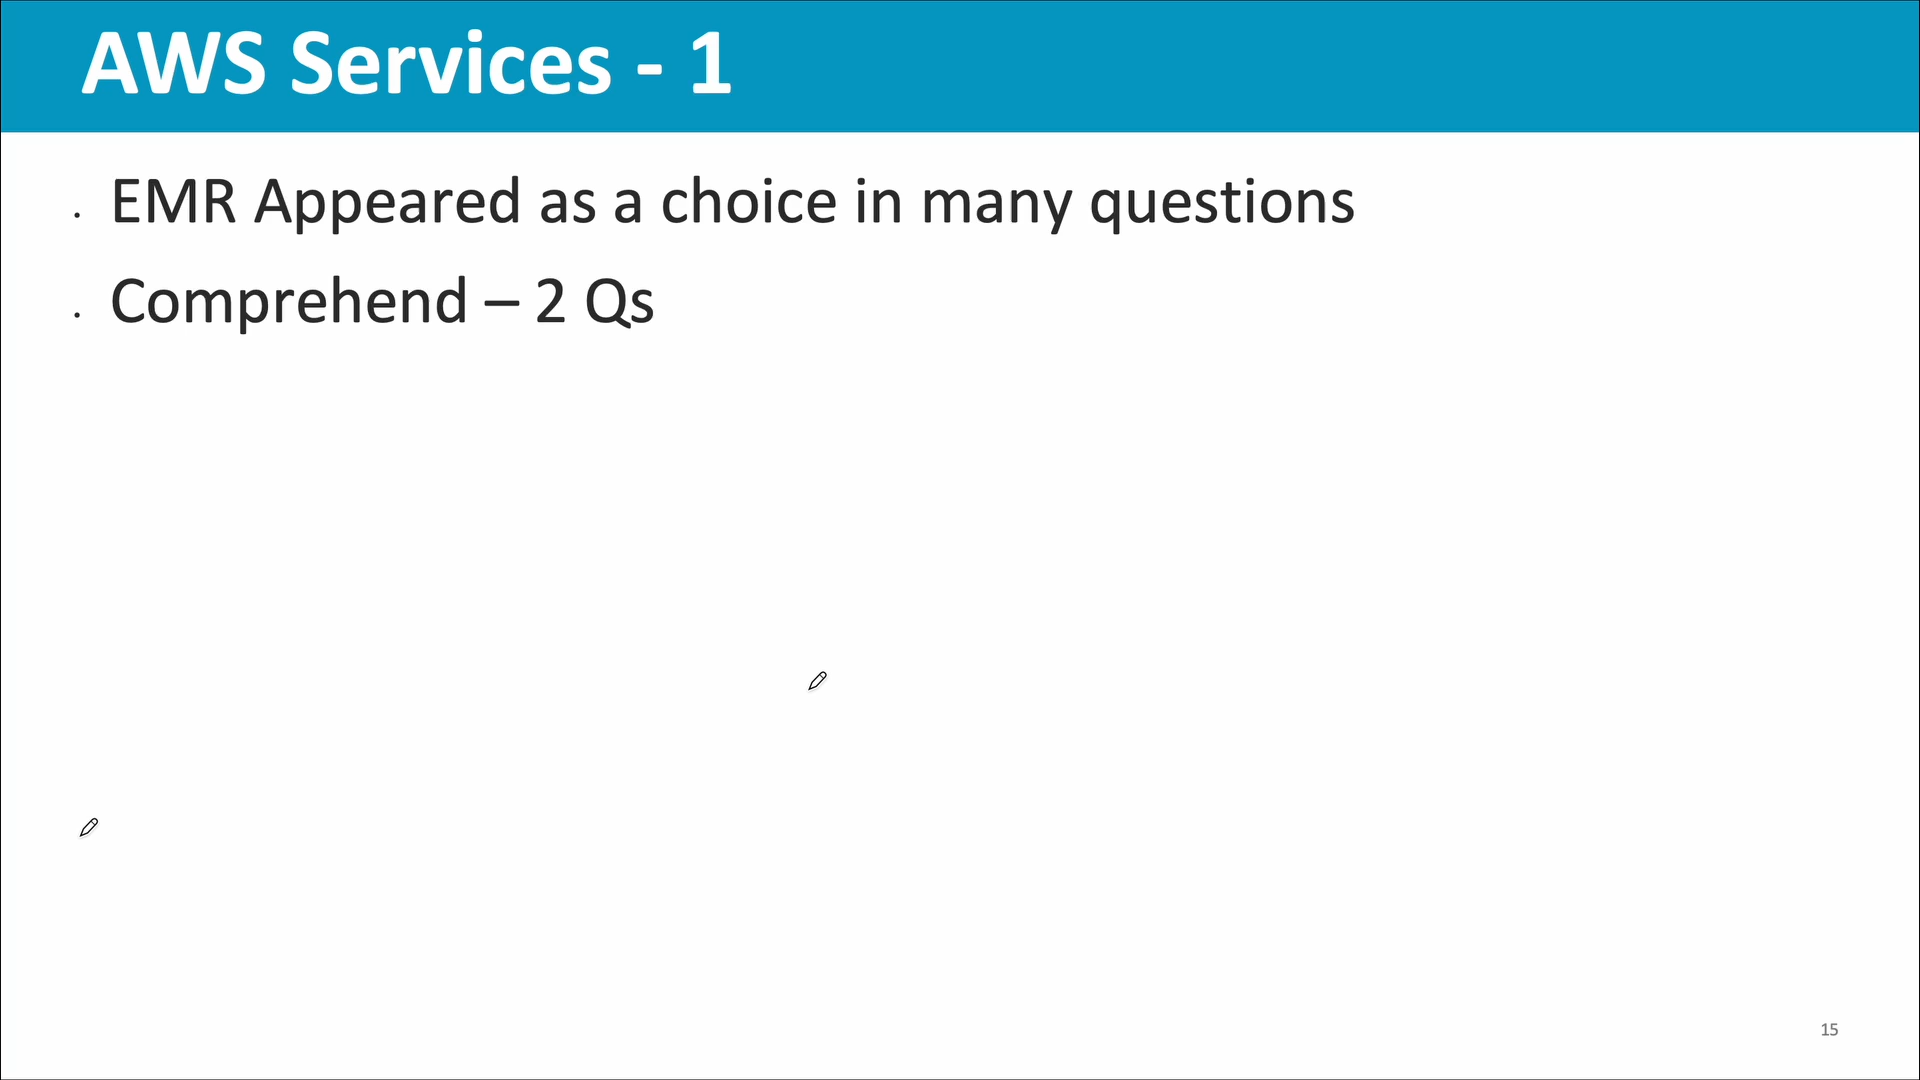 AWS Services - 1
• EMR Appeared as a choice in many questions
• Comprehend – 2 Qs
15